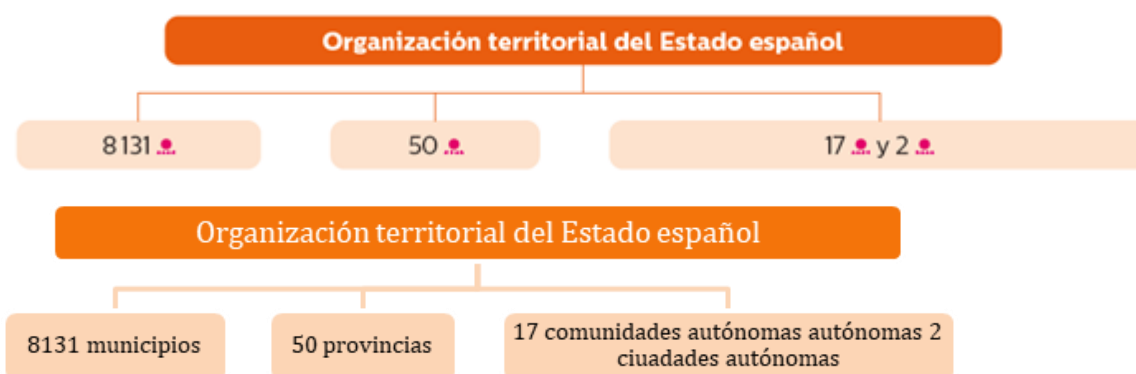 Organización territorial del Estado español
8131
50
17 y 2
Organización territorial del Estado español
8131 municipios
50 provincias
17 comunidades autónomas autónomas 2
ciuadades autónomas